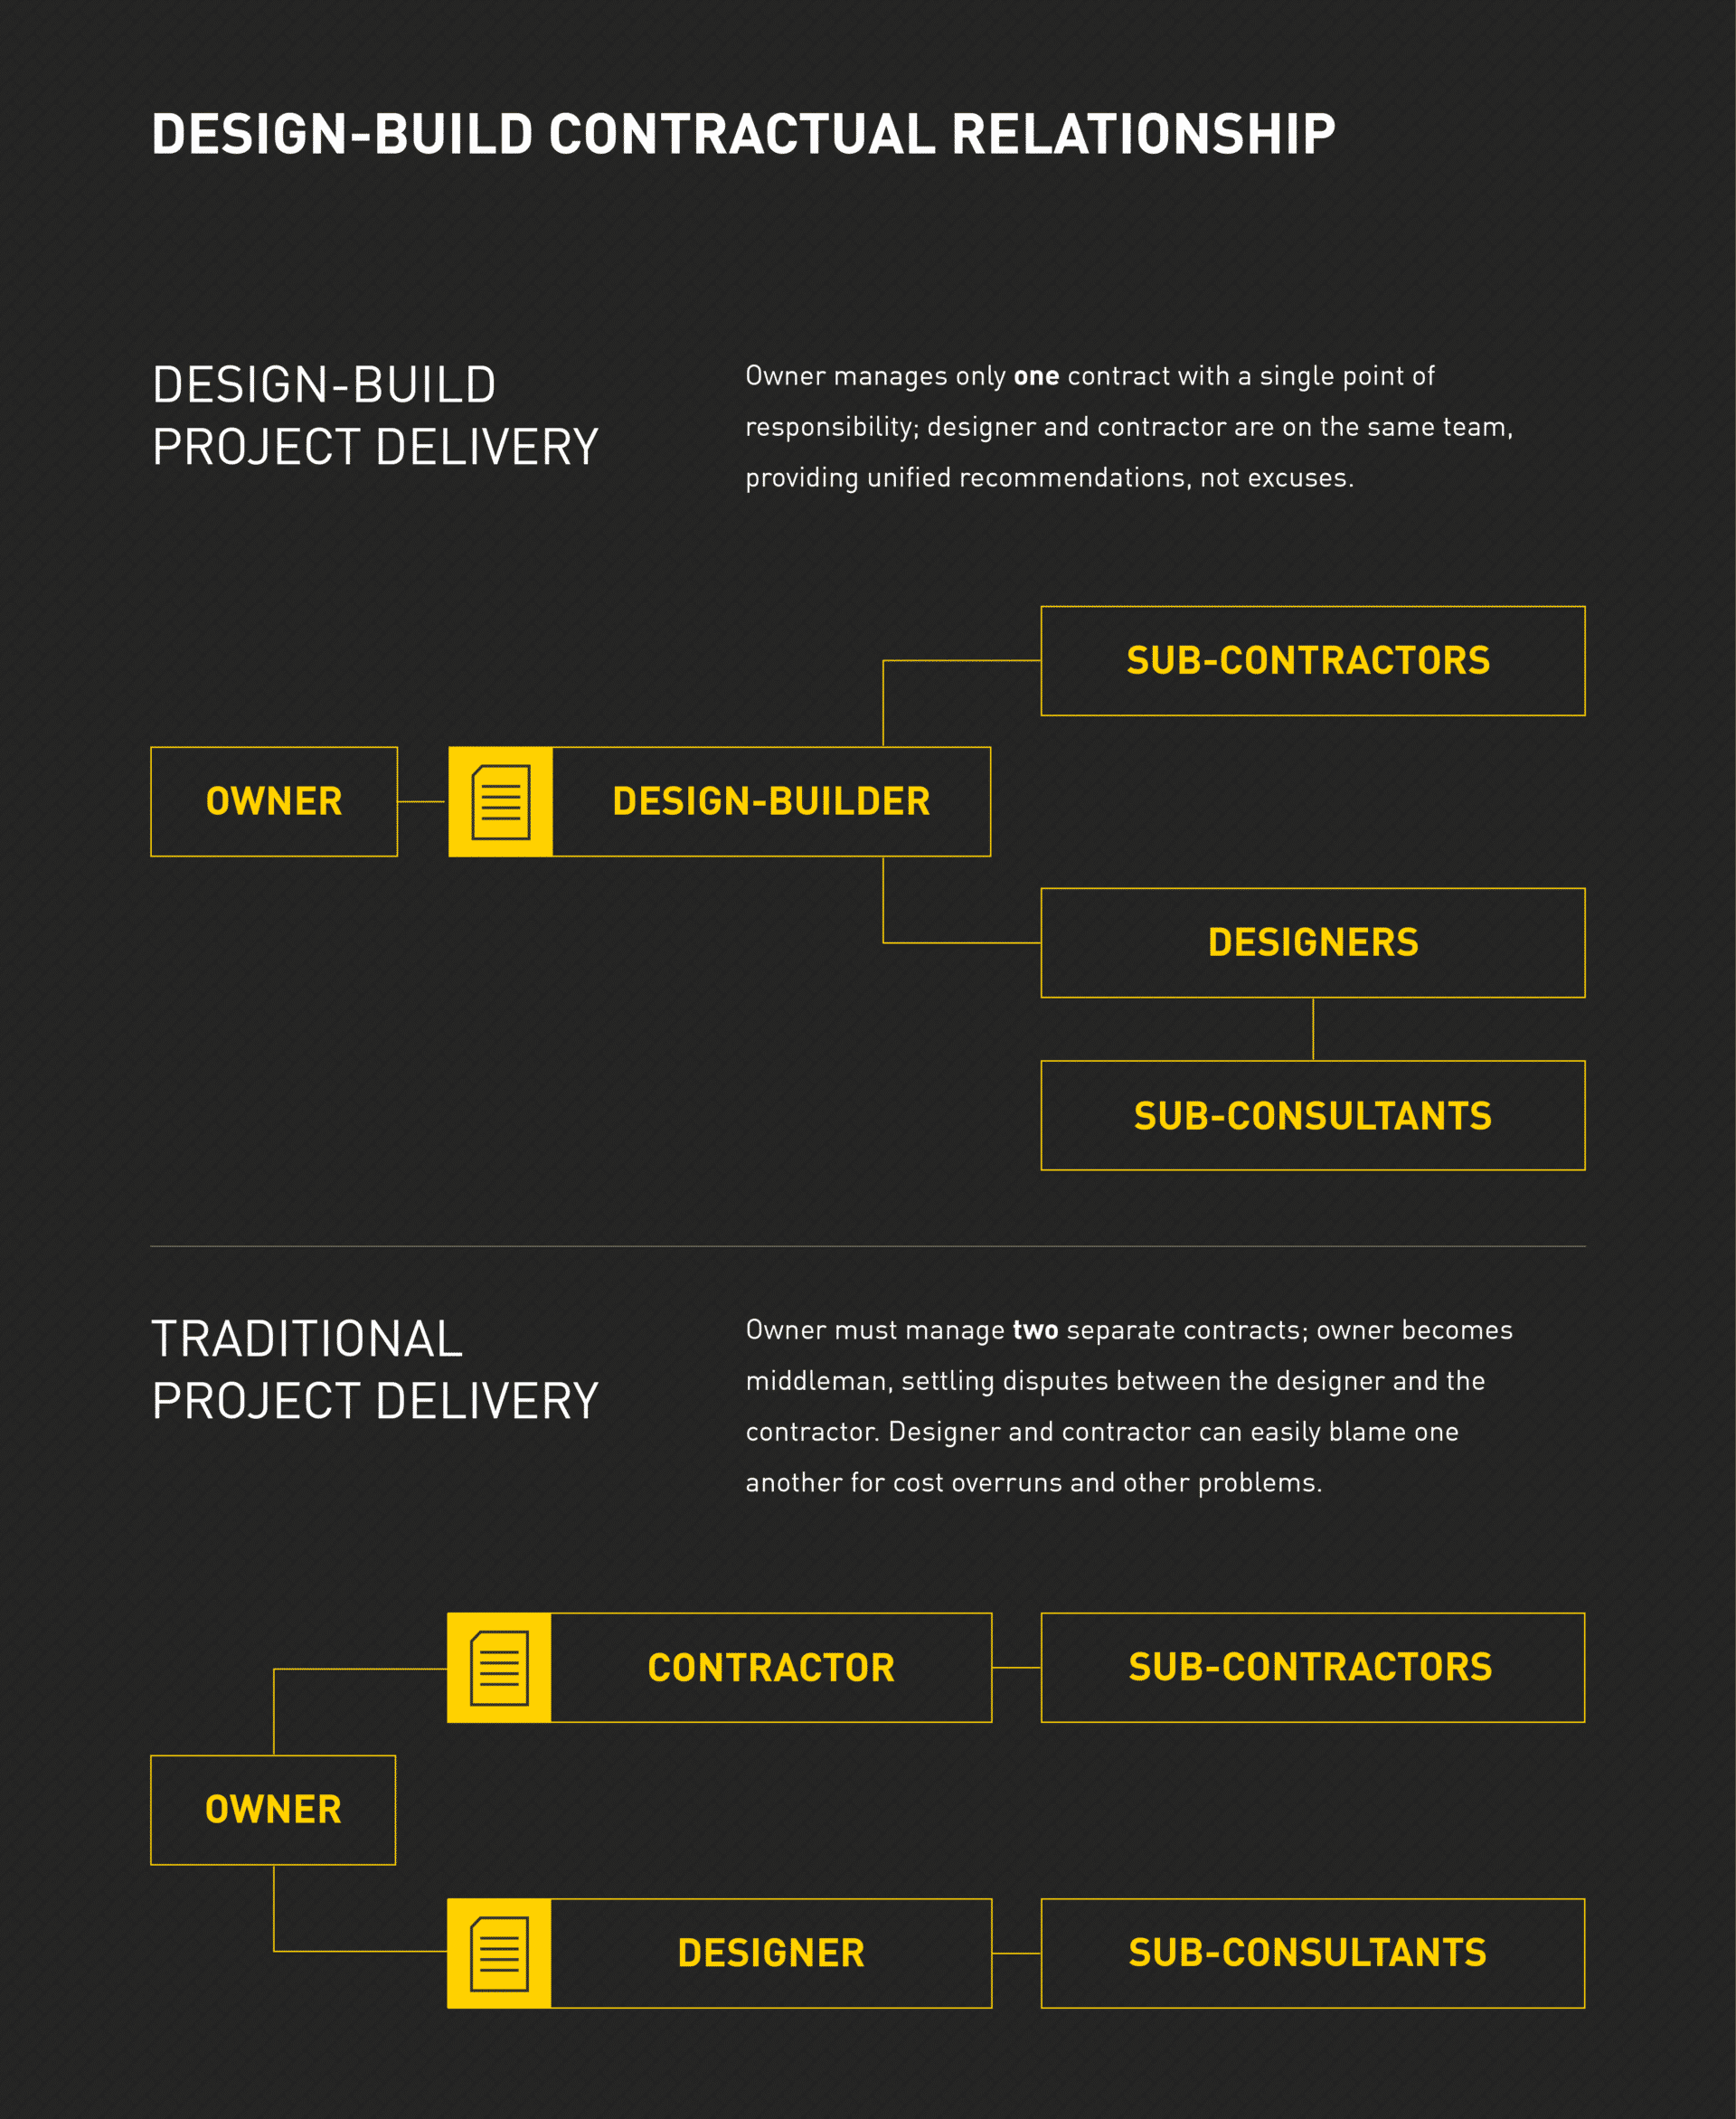 DESIGN-BUILD CONTRACTUAL RELATIONSHIP
DESIGN-BUILD
PROJECT DELIVERY
Owner manages only one contract with a single point of
responsibility; designer and contractor are on the same team,
providing unified recommendations, not excuses.
SUB-CONTRACTORS
OWNER
DESIGN-BUILDER
DESIGNERS
SUB-CONSULTANTS
TRADITIONAL
PROJECT DELIVERY
Owner must manage two separate contracts; owner becomes
middleman, settling disputes between the designer and the
contractor. Designer and contractor can easily blame one
another for cost overruns and other problems.
CONTRACTOR
SUB-CONTRACTORS
OWNER
DESIGNER
SUB-CONSULTANTS